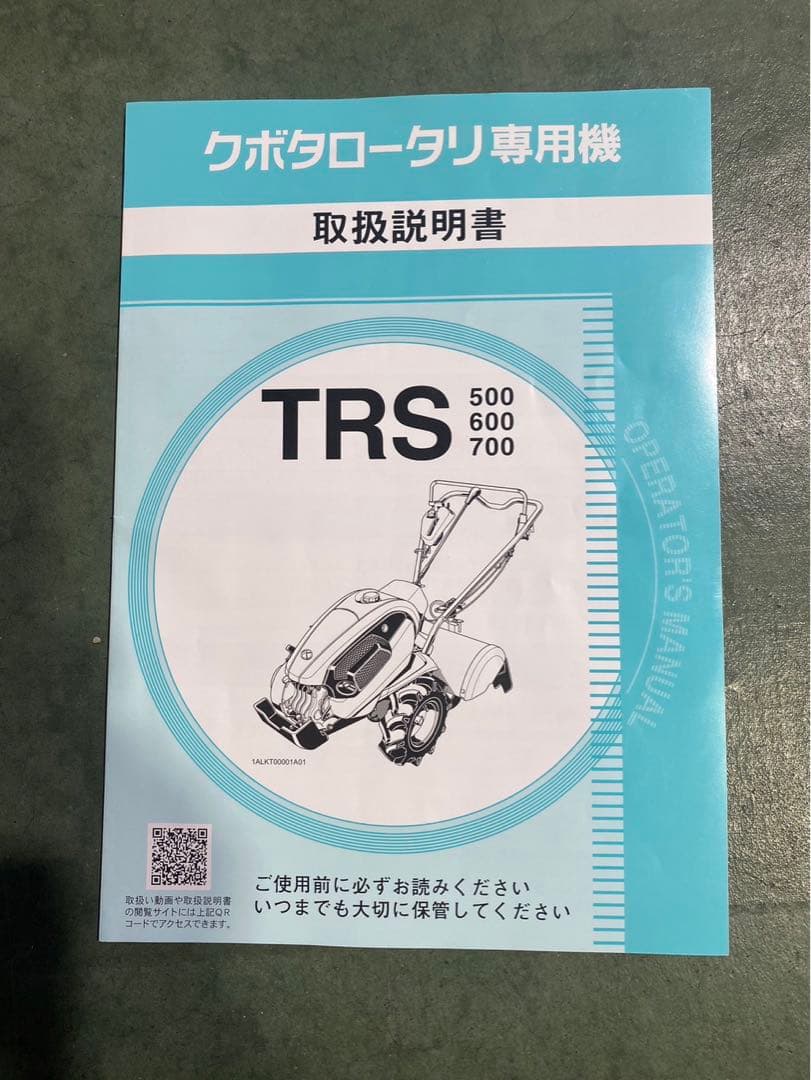 クボタロータリ専用機
取扱説明書
TRS 500
600
700
OPERATOR'S MANUAL
1ALKT00001A01
取扱い動画や取扱説明書
の閲覧サイトには上記QR
コードでアクセスできます。
ご使用前に必ずお読みください
いつまでも大切に保管してください